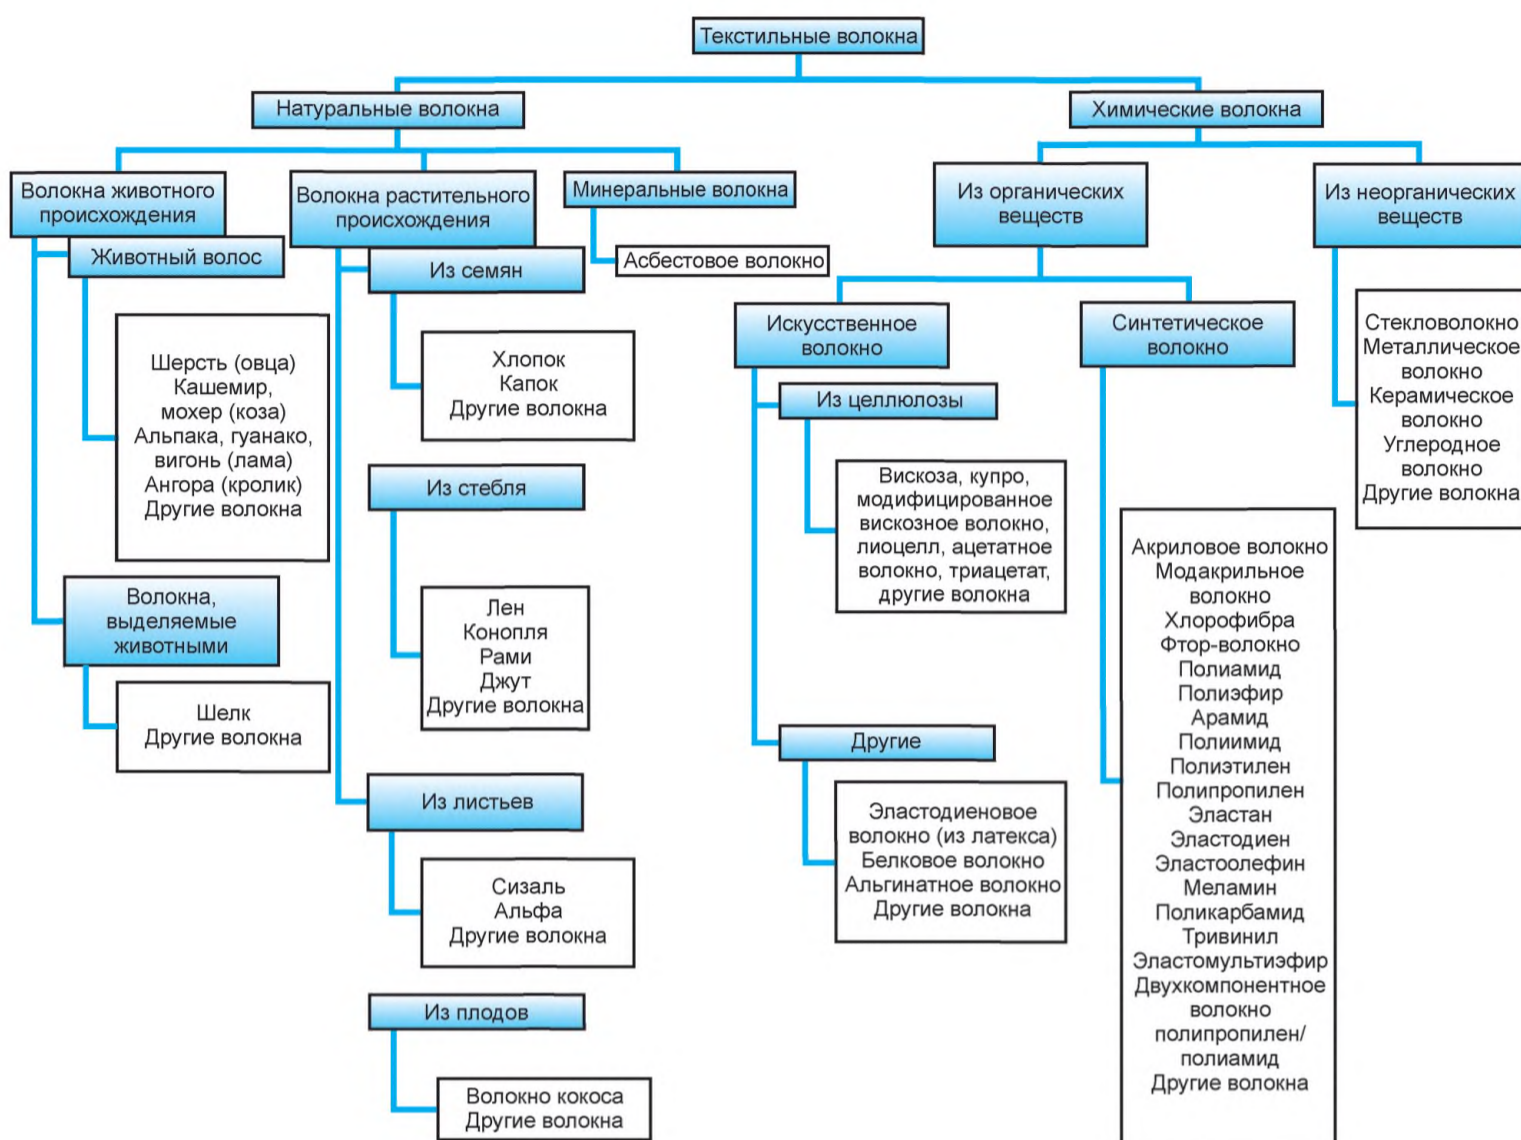 Текстильные волокна
Натуральные волокна
Химические волокна
Волокна животного
происхождения
Животный волос
Шерсть (овца)
Кашемир,
мохер (коза)
Альпака, гуанако,
вигонь (лама)
Ангора (кролик)
Другие волокна
Волокна,
выделяемые
животными
Шелк
Другие волокна
Волокна растительного
происхождения
Из семян
Хлопок
Капок
Другие волокна
Из стебля
Лен
Конопля
Рами
Джут
Другие волокна
Из листьев
Сизаль
Альфа
Другие волокна
Из плодов
Волокно кокоса
Другие волокна
Минеральные волокна
Асбестовое волокно
Из органических
веществ
Искусственное
волокно
Из целлюлозы
Вискоза, купро,
модифицированное
вискозное волокно,
лиоцелл, ацетатное
волокно, триацетат,
другие волокна
Другие
Эластодиеновое
волокно (из латекса)
Белковое волокно
Альгинатное волокно
Другие волокна
Синтетическое
волокно
Акриловое волокно
Модакрильное
волокно
Хлорофибра
Фтор-волокно
Полиамид
Полиэфир
Арамид
Полиимид
Полиэтилен
Полипропилен
Эластан
Эластодиен
Эластоолефин
Меламин
Поликарбамид
Тривинил
Эластомультиэфир
Двухкомпонентное
волокно
полипропилен/
полиамид
Другие волокна
Из неорганических
веществ
Стекловолокно
Металлическое
волокно
Керамическое
волокно
Углеродное
волокно
Другие волокна